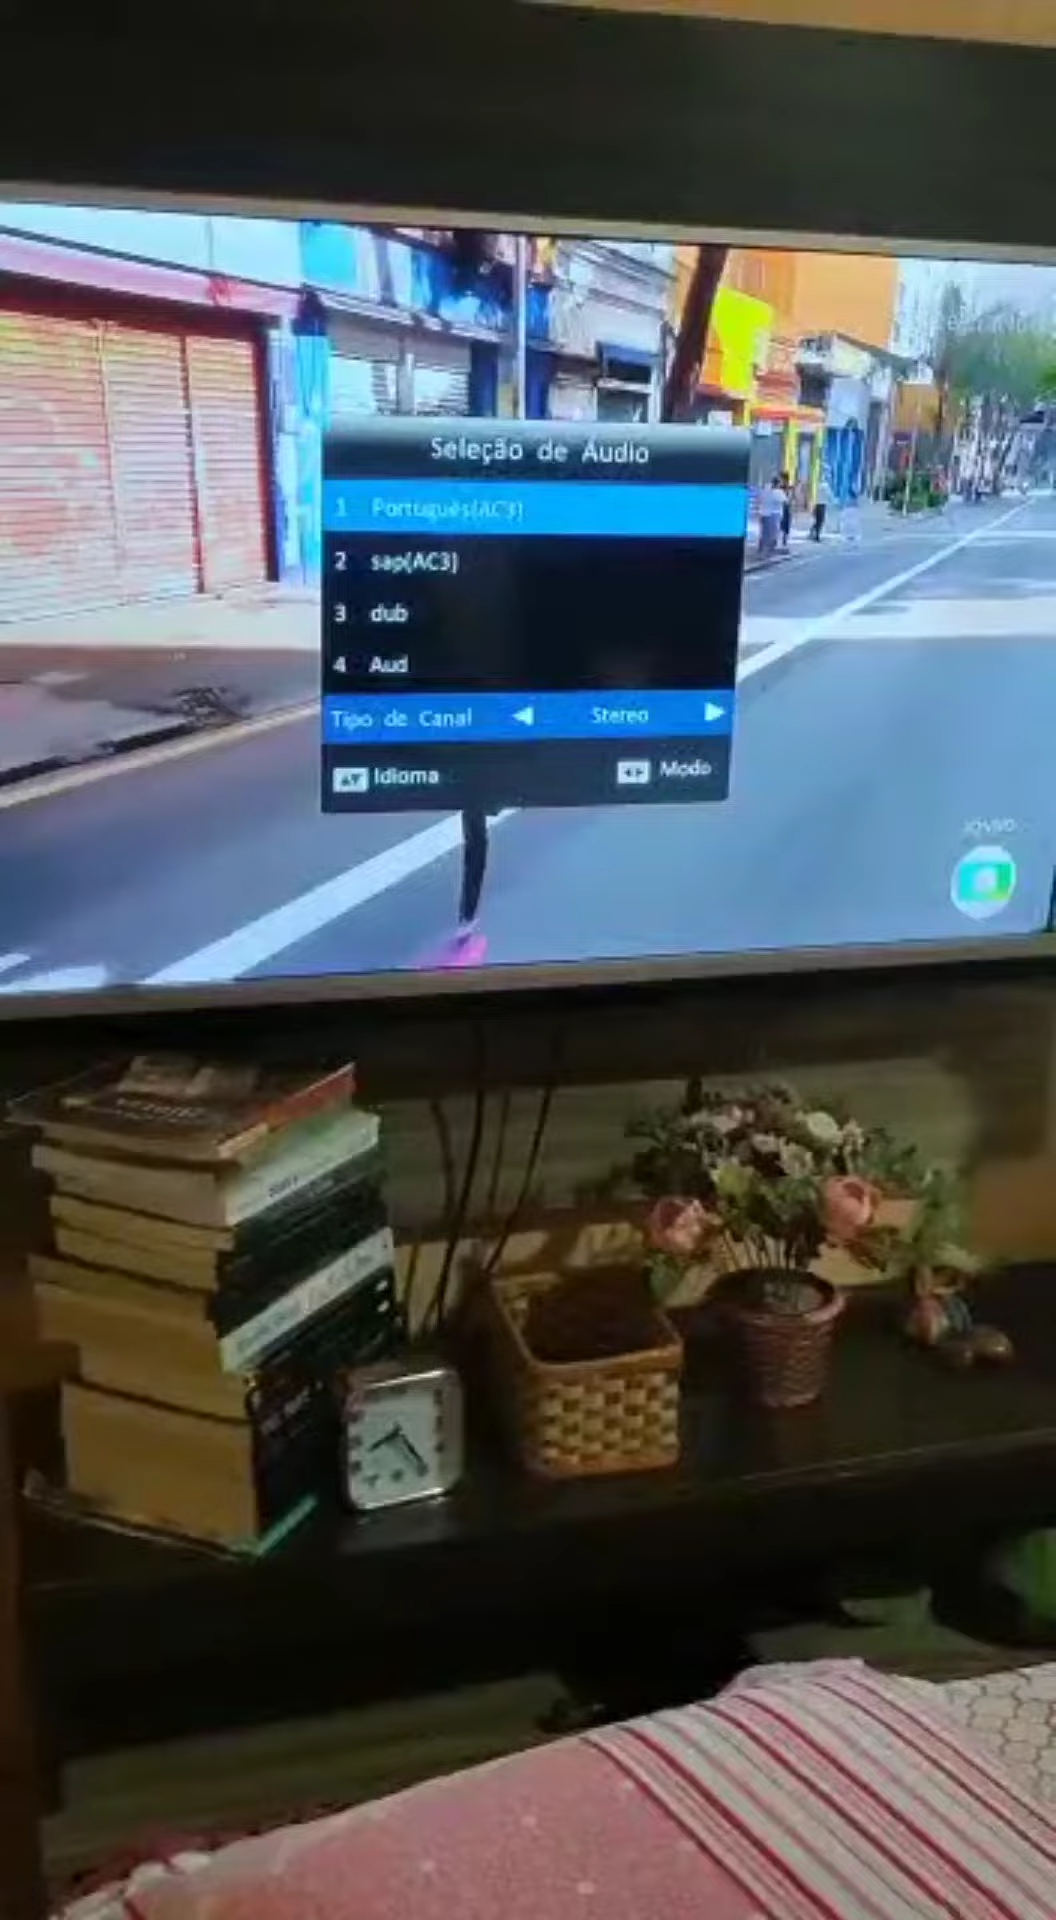 Seleção de Áudio
1 Português(AC3)
2 sap(AC3)
3 dub
4 Aud
Tipo de Canal ◀ Stereo ▶
Idioma Modo